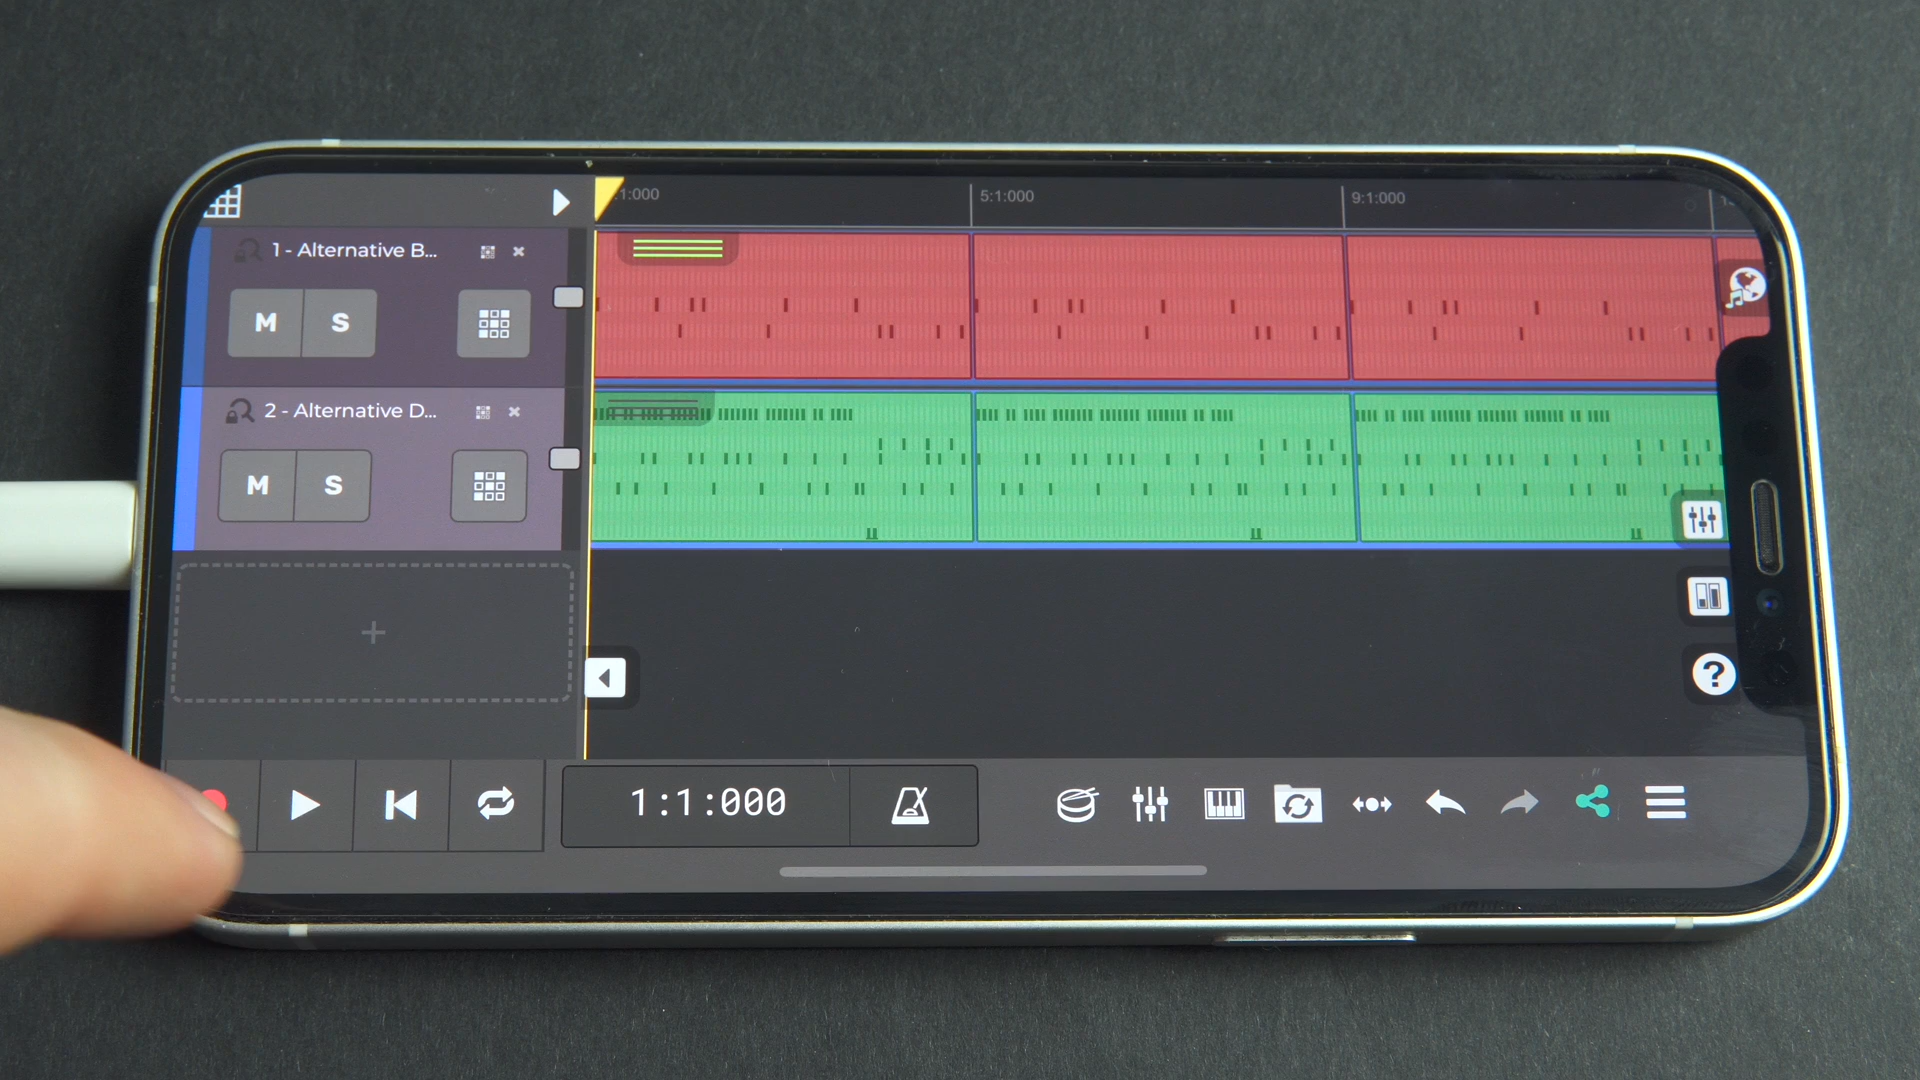 :1:000
5:1:000
9:1:000
1 - Alternative B...
M S
2 - Alternative D...
M S
+
?
1:1:000